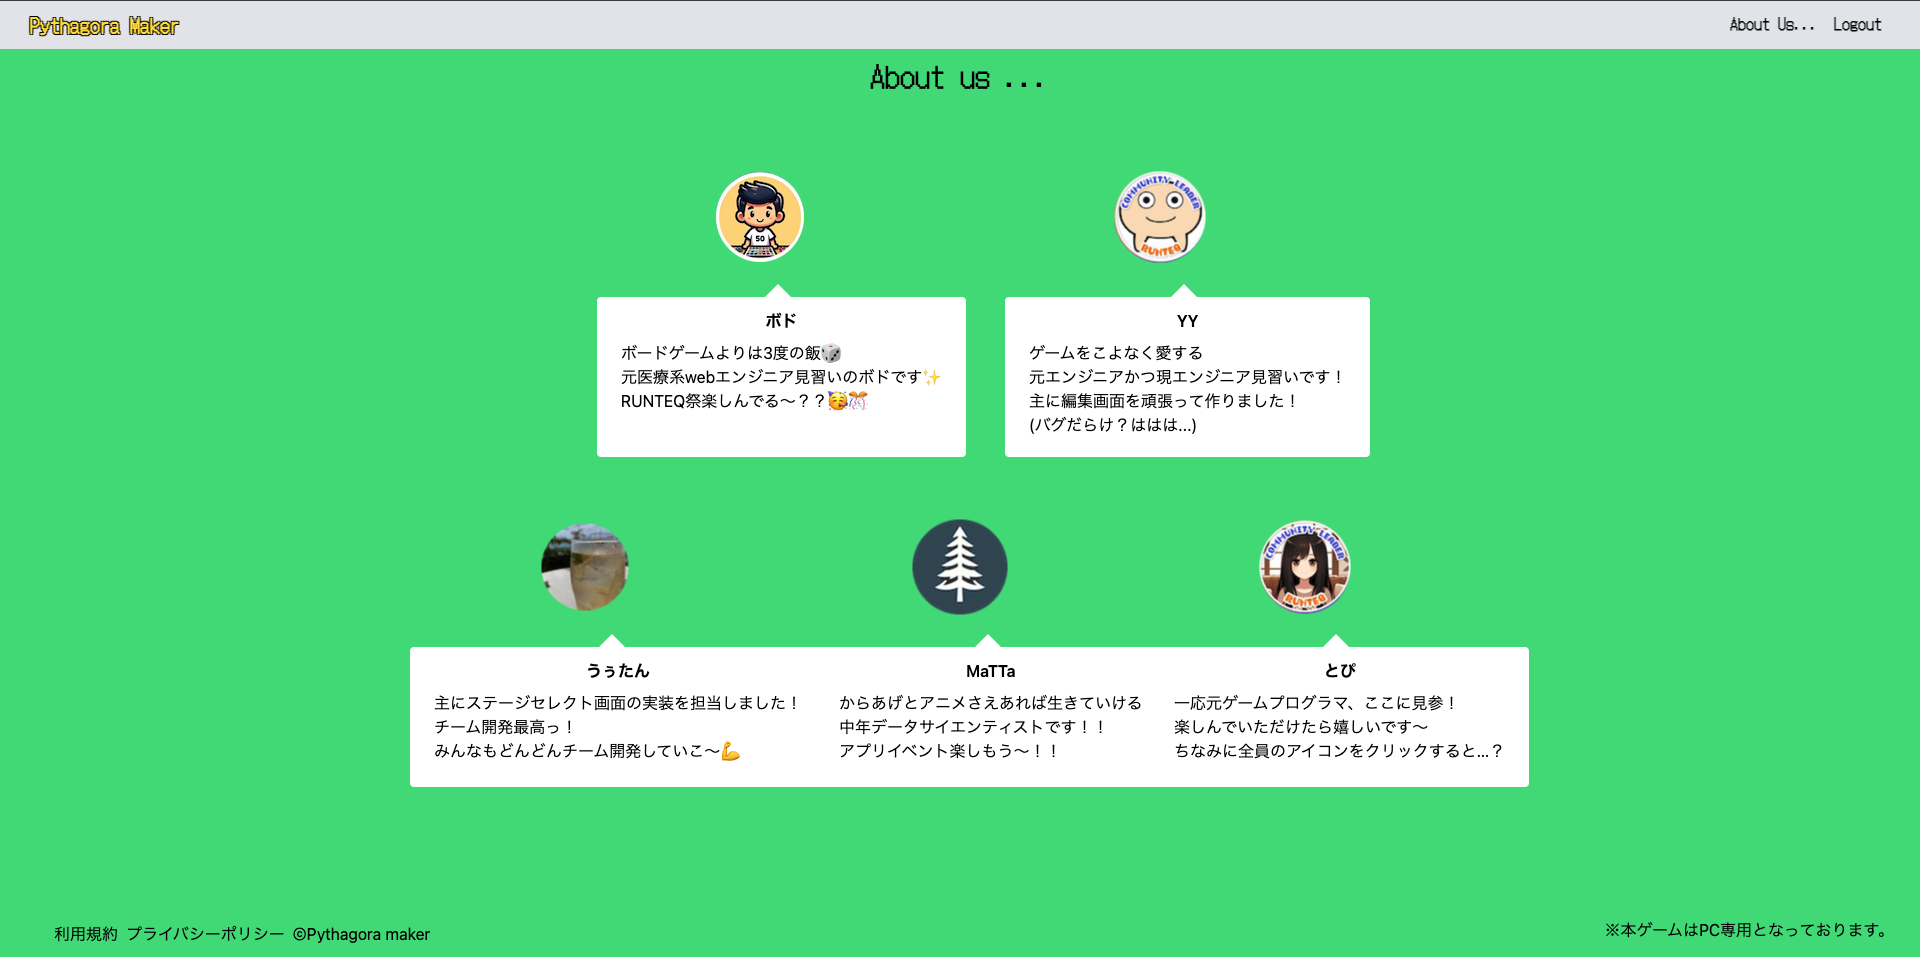 Pythagora Maker
About Us... Logout
About us ...
50
COMMUNITY LEADER
RUNTEQ
ボド
ボードゲームよりは3度の飯🎲
元医療系webエンジニア見習いのボドです✨
RUNTEQ祭楽しんでる〜？？🥳🎊
YY
ゲームをこよなく愛する
元エンジニアかつ現エンジニア見習いです！
主に編集画面を頑張って作りました！
(バグだらけ？ははは...)
COMMUNITY LEADER
RUNTEQ
うぅたん
主にステージセレクト画面の実装を担当しました！
チーム開発最高っ！
みんなもどんどんチーム開発していこ〜💪
MaTTa
からあげとアニメさえあれば生きていける
中年データサイエンティストです！！
アプリイベント楽しもう〜！！
とぴ
一応元ゲームプログラマ、ここに見参！
楽しんでいただけたら嬉しいです〜
ちなみに全員のアイコンをクリックすると...？
利用規約 プライバシーポリシー ©Pythagora maker
※本ゲームはPC専用となっております。